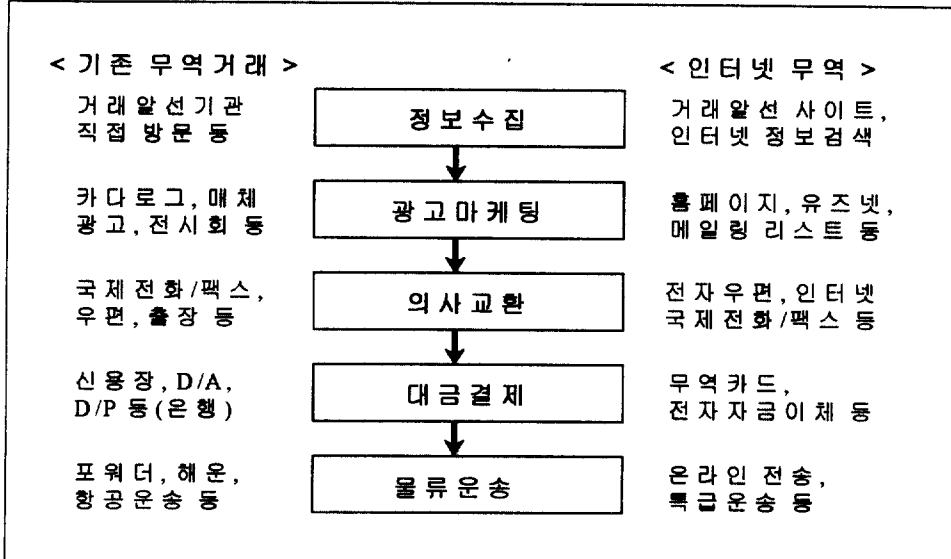 < 기존 무역거래 >
< 인터넷 무역 >
거래알선기관
직접 방문 등
정보수집
거래알선 사이트,
인터넷 정보검색
카다로그, 매체
광고, 전시회 등
광고마케팅
홈페이지, 유즈넷,
메일링 리스트 등
국제전화/팩스,
우편, 출장 등
의사교환
전자우편, 인터넷
국제전화/팩스 등
신용장, D/A,
D/P 등(은행)
대금결제
무역카드,
전자자금이체 등
포워더, 해운,
항공운송 등
물류운송
온라인 전송,
특급운송 등